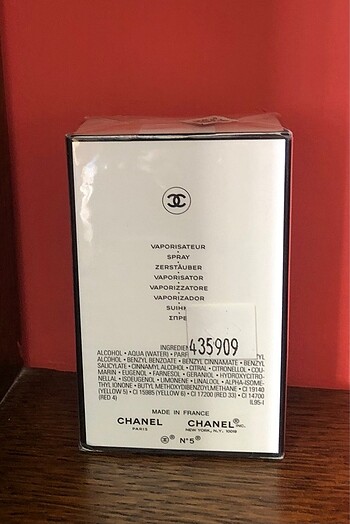 VAPORISATEUR
SPRAY
ZERSTÄUBER
VAPORISATOR
VAPORIZZATORE
VAPORIZADOR
435909
ALCOHOL • AQUA (WATER) •
ALCOHOL • BENZYL BENZOATE • BENZYL CINNAMATE • BENZYL
SALICYLATE • CINNAMYL ALCOHOL • CITRAL • CITRONELLOL • COU-
MARIN • EUGENOL • FARNESOL • GERANIOL • HYDROXYCITRO-
NELLAL • ISOEUGENOL • LIMONENE • LINALOOL • ALPHA-ISOME-
THYL IONONE • BUTYL METHOXYDIBENZOYLMETHANE • CI 19140
(YELLOW 5) • CI 15985 (YELLOW 6) • CI 17200 (RED 33) • CI 14700
(RED 4)
IL95-I
MADE IN FRANCE
CHANEL CHANEL® INC.
PARIS NEW YORK, N.Y. 10019
® N°5®